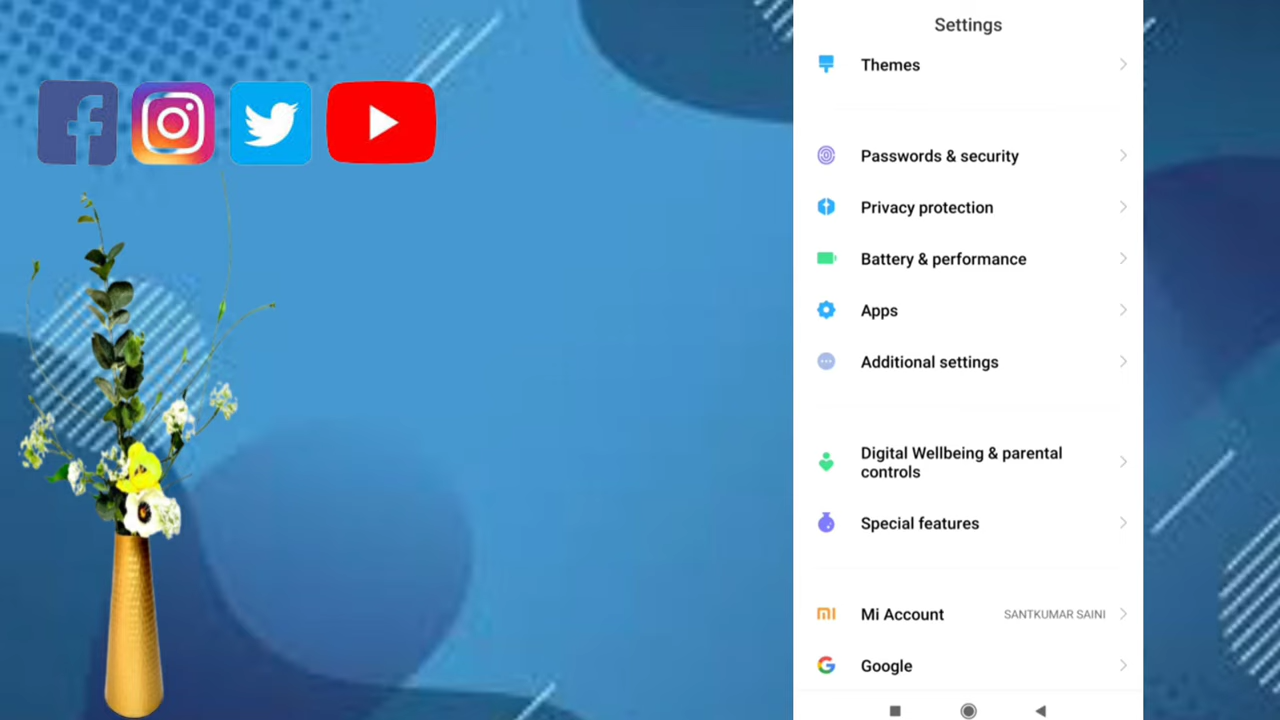 Settings
Themes
Passwords & security
Privacy protection
Battery & performance
Apps
Additional settings
Digital Wellbeing & parental
controls
Special features
Mi Account SANTKUMAR SAINI
Google